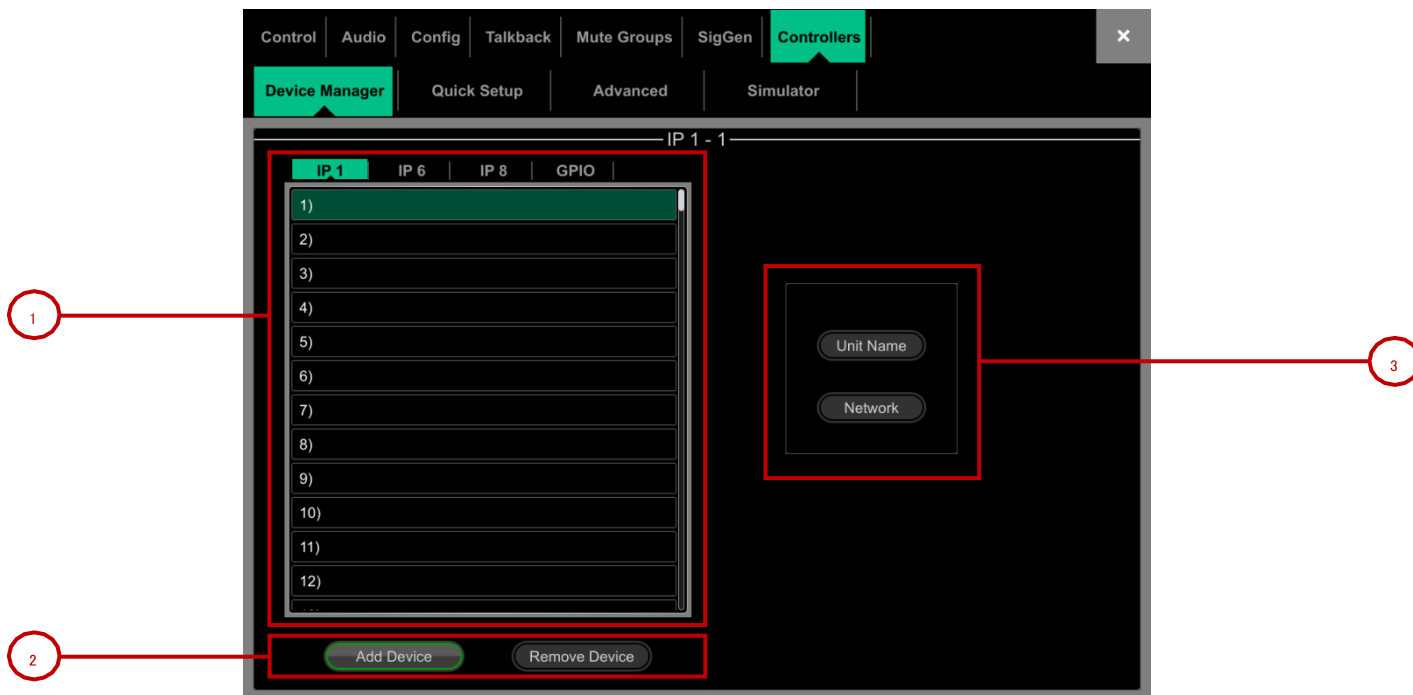 Control Audio Config Talkback Mute Groups SigGen Controllers ×
Device Manager Quick Setup Advanced Simulator
IP 1 - 1
IP 1 IP 6 IP 8 GPIO
1)
2)
3)
4)
5)
6)
7)
8)
9)
10)
11)
12)
Unit Name
Network
Add Device Remove Device
1
2
3